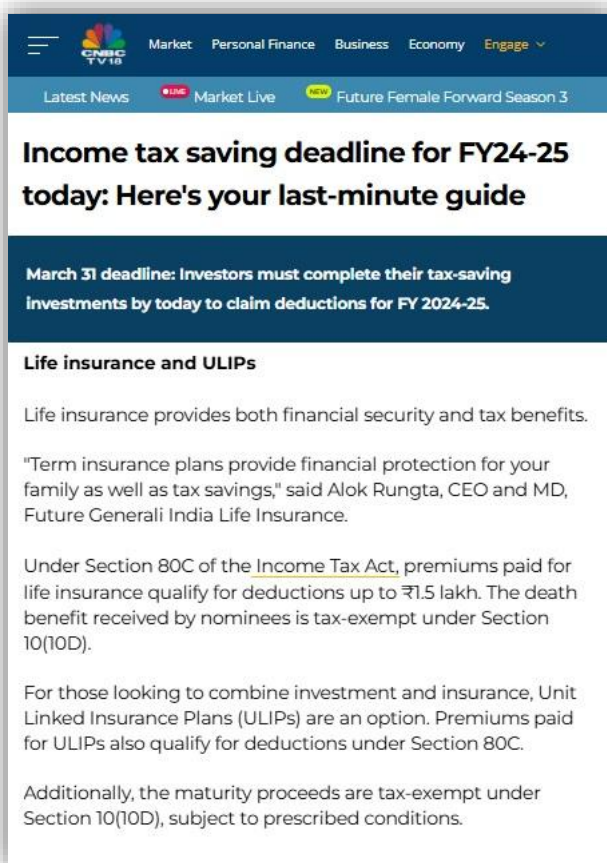 CNBC
TV18
Market Personal Finance Business Economy Engage
Latest News LIVE Market Live NEW Future Female Forward Season 3
Income tax saving deadline for FY24-25
today: Here's your last-minute guide
March 31 deadline: Investors must complete their tax-saving
investments by today to claim deductions for FY 2024-25.
Life insurance and ULIPs
Life insurance provides both financial security and tax benefits.
"Term insurance plans provide financial protection for your
family as well as tax savings," said Alok Rungta, CEO and MD,
Future Generali India Life Insurance.
Under Section 80C of the Income Tax Act, premiums paid for
life insurance qualify for deductions up to ₹1.5 lakh. The death
benefit received by nominees is tax-exempt under Section
10(10D).
For those looking to combine investment and insurance, Unit
Linked Insurance Plans (ULIPs) are an option. Premiums paid
for ULIPs also qualify for deductions under Section 80C.
Additionally, the maturity proceeds are tax-exempt under
Section 10(10D), subject to prescribed conditions.